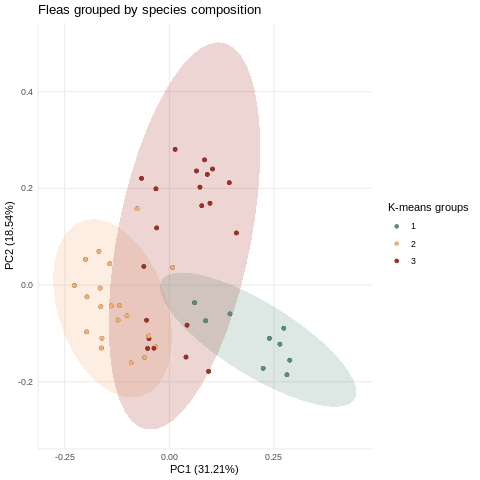 Fleas grouped by species composition
0.4
0.2
0.0
-0.2
PC2 (18.54%)
-0.25
0.00
0.25
PC1 (31.21%)
K-means groups
1
2
3